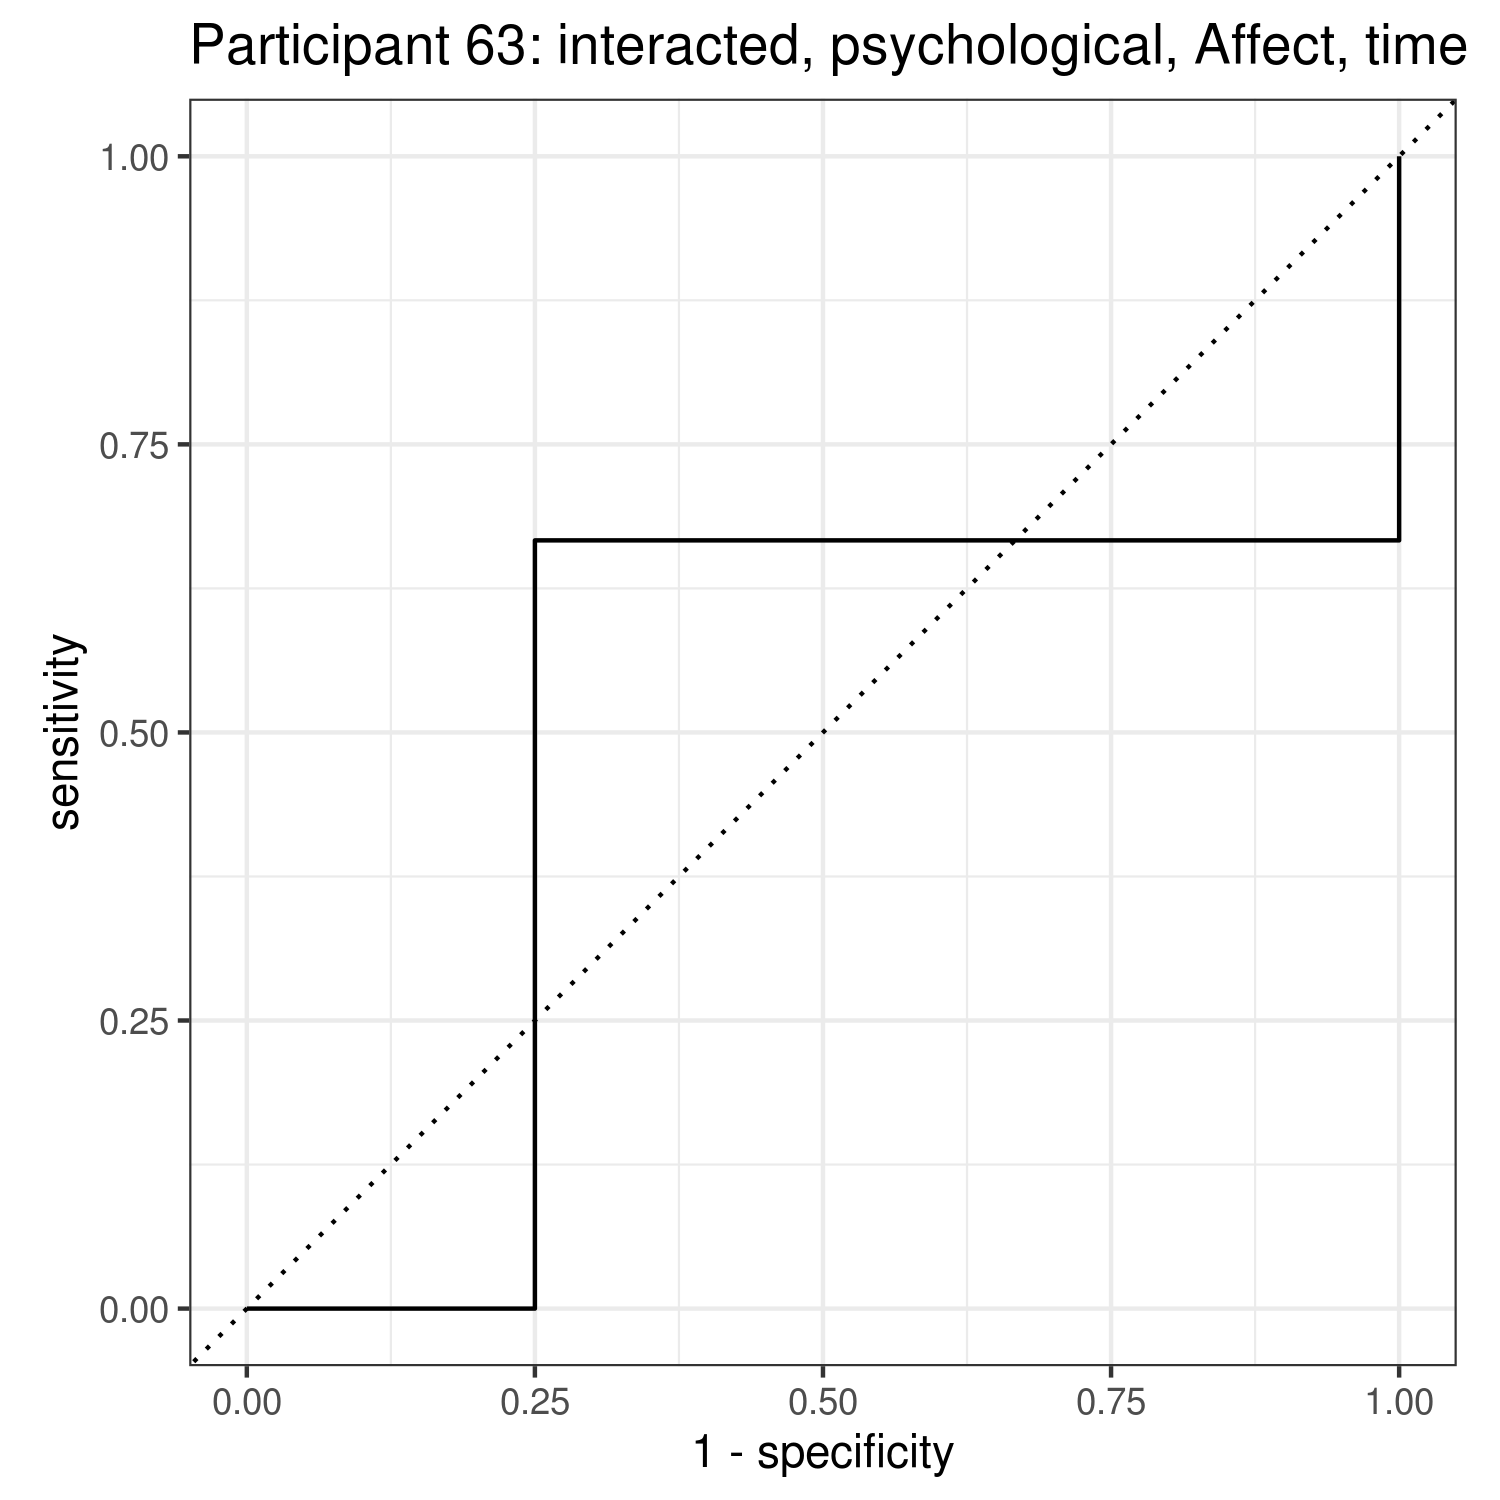 Participant 63: interacted, psychological, Affect, time
1.00
0.75
0.50
0.25
0.00
sensitivity
0.00 0.25 0.50 0.75 1.00
1 - specificity